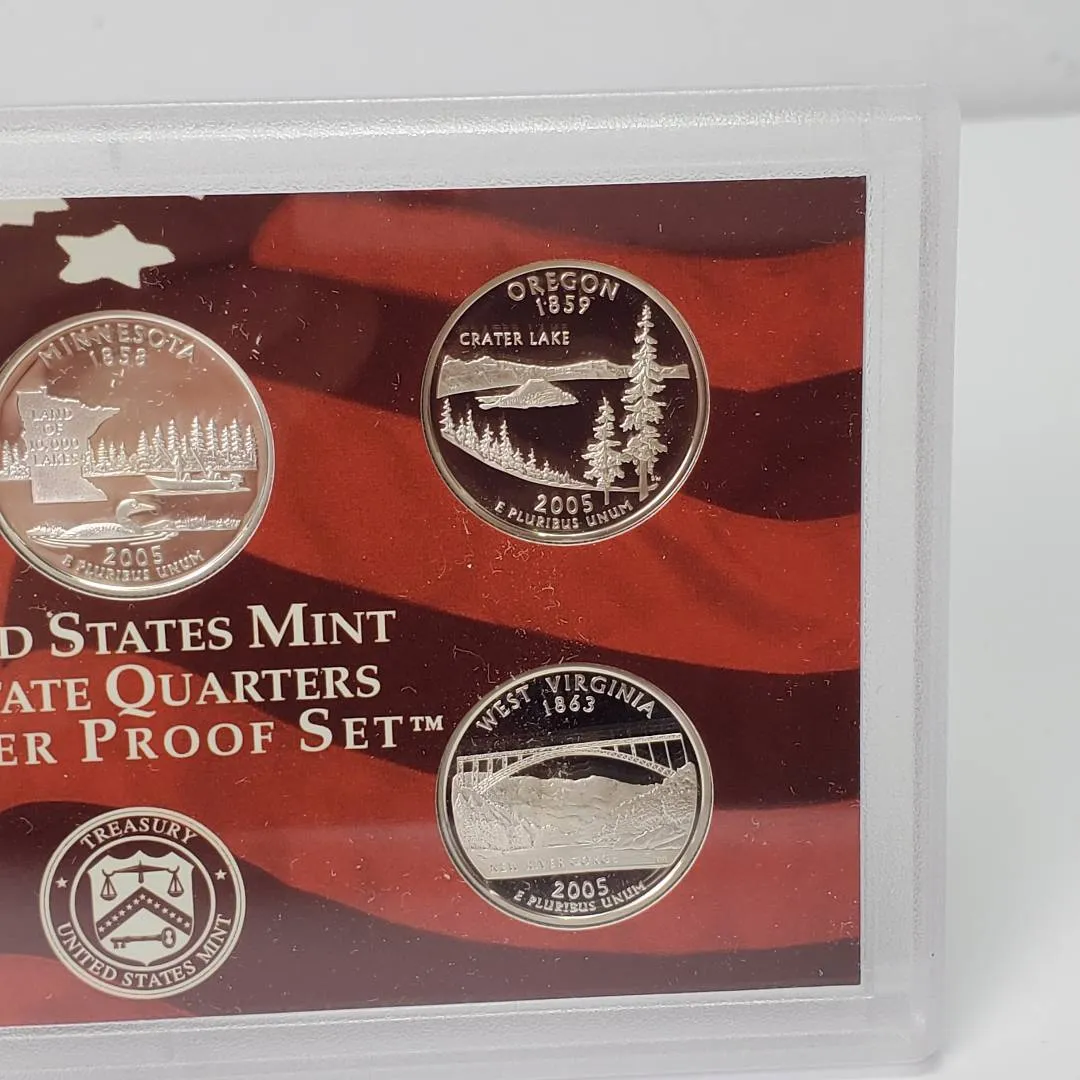 MINNESOTA
1858
LAND
OF
10,000
LAKES
2005
E PLURIBUS UNUM
OREGON
1859
CRATER LAKE
2005
E PLURIBUS UNUM
D STATES MINT
ATE QUARTERS
ER PROOF SET™
WEST VIRGINIA
1863
NEW RIVER GORGE
2005
E PLURIBUS UNUM
TREASURY
UNITED STATES MINT